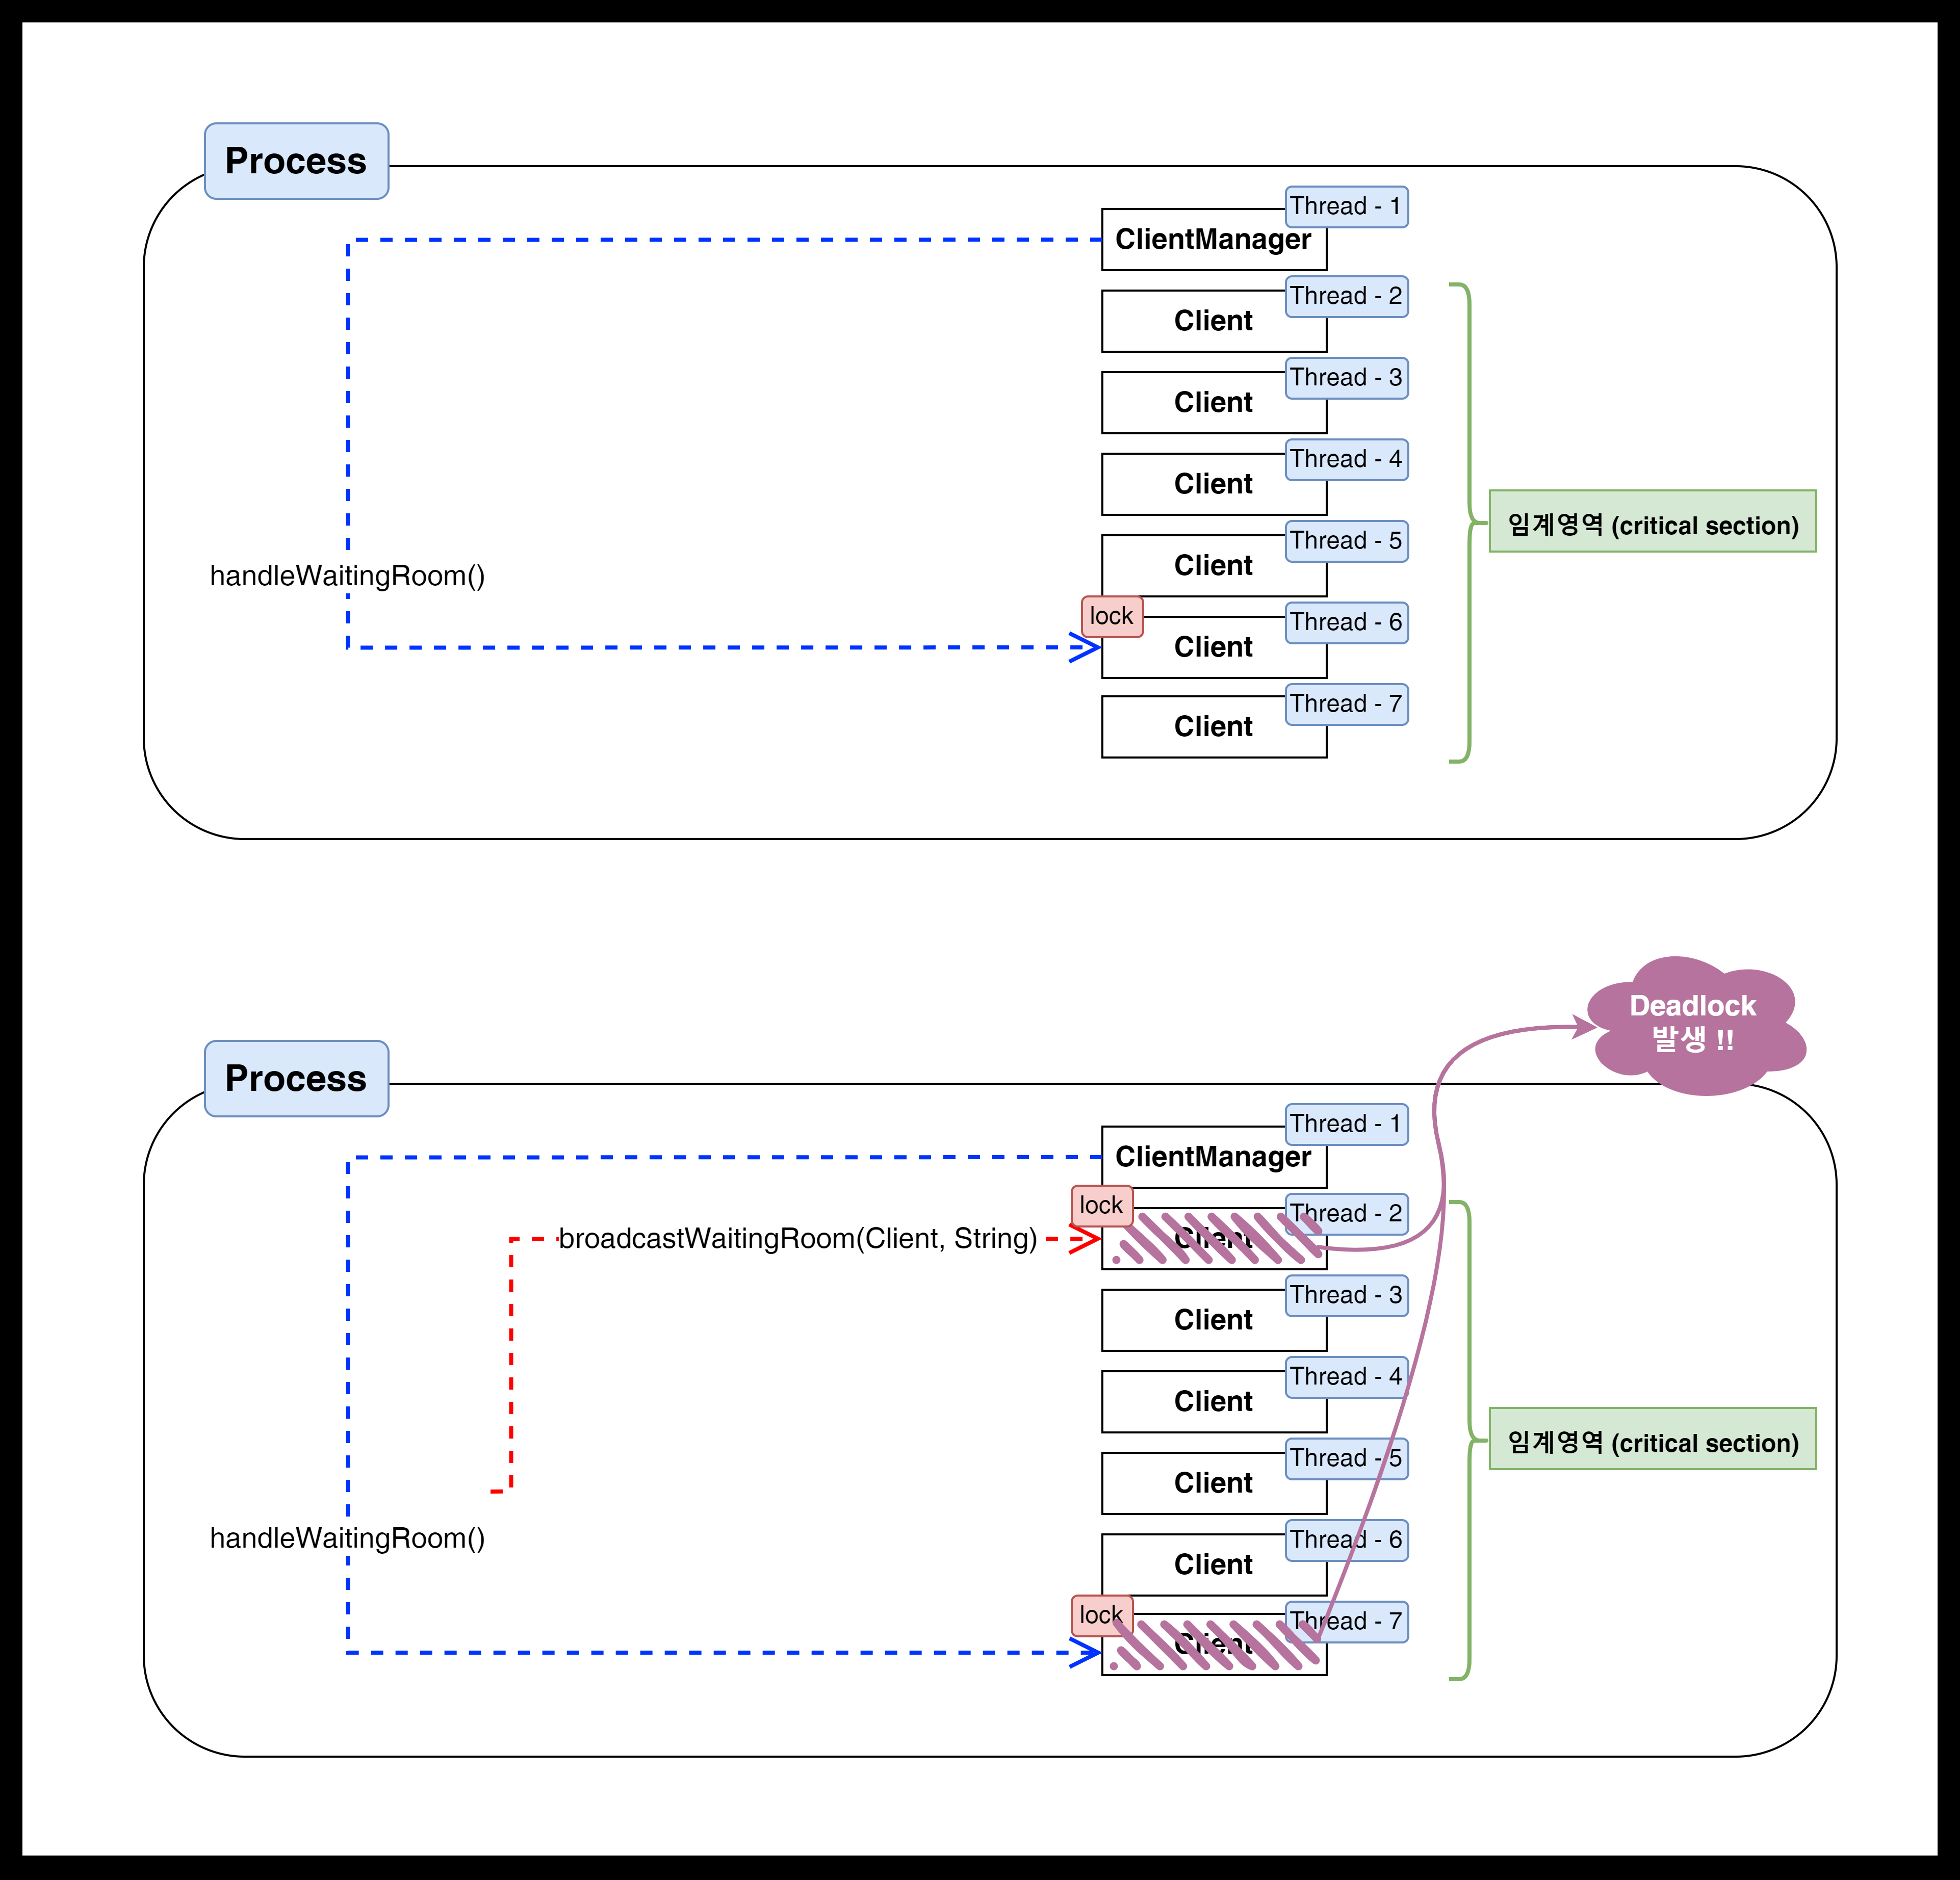 Process
Thread - 1
ClientManager
Thread - 2
Client
Thread - 3
Client
Thread - 4
Client
임계영역 (critical section)
Thread - 5
Client
handleWaitingRoom()
lock
Thread - 6
Client
Thread - 7
Client
Deadlock
발생 !!
Process
Thread - 1
ClientManager
lock
Thread - 2
broadcastWaitingRoom(Client, String)
Client
Thread - 3
Client
Thread - 4
Client
임계영역 (critical section)
Thread - 5
Client
handleWaitingRoom()
Thread - 6
Client
lock
Thread - 7
Client